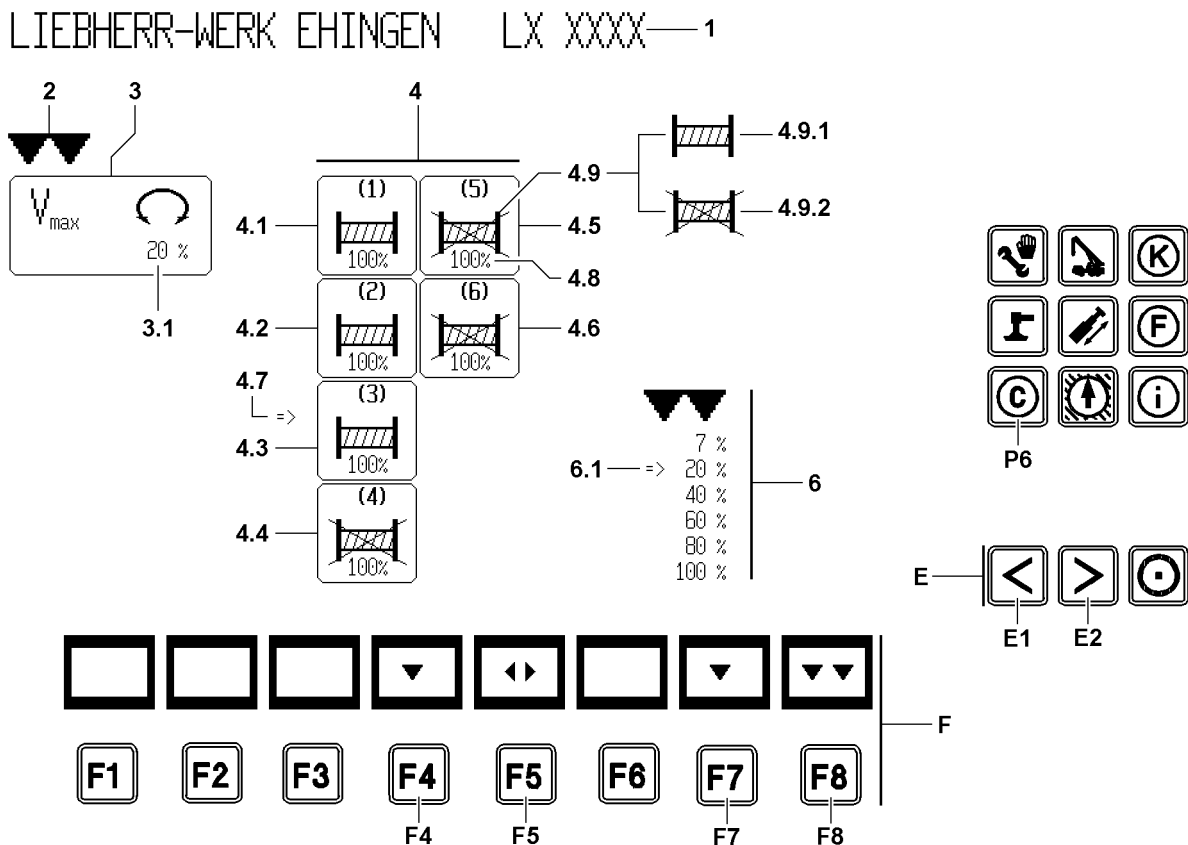 LIEBHERR-WERK EHINGEN LX XXXX 1
2 3 4
4.9.1
4.9
4.9.2
Vmax
20 %
3.1
4.1 (1) 100%
(5) 100% 4.5
4.8
4.2 (2) 100%
(6) 100% 4.6
4.7 =>
4.3 (3) 100%
4.4 (4) 100%
7 %
6.1 => 20 %
40 % 6
60 %
80 %
100 %
K
F
C i
P6
E < >
E1 E2
F
F1 F2 F3 F4 F5 F6 F7 F8
F4 F5 F7 F8